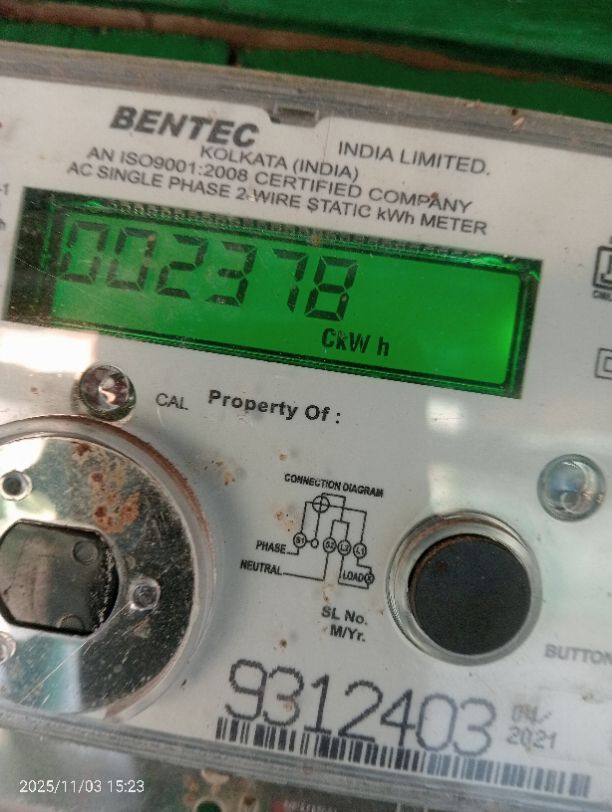 BENTEC INDIA LIMITED.
KOLKATA (INDIA)
AN ISO9001:2008 CERTIFIED COMPANY
AC SINGLE PHASE 2-WIRE STATIC kWh METER
002378
CkW h
CAL Property Of :
CONNECTION DIAGRAM
S1 S2 L2 L1
PHASE
NEUTRAL
LOAD
SL No.
M/Yr.
BUTTON
9312403 04/
2021
2025/11/03 15:23